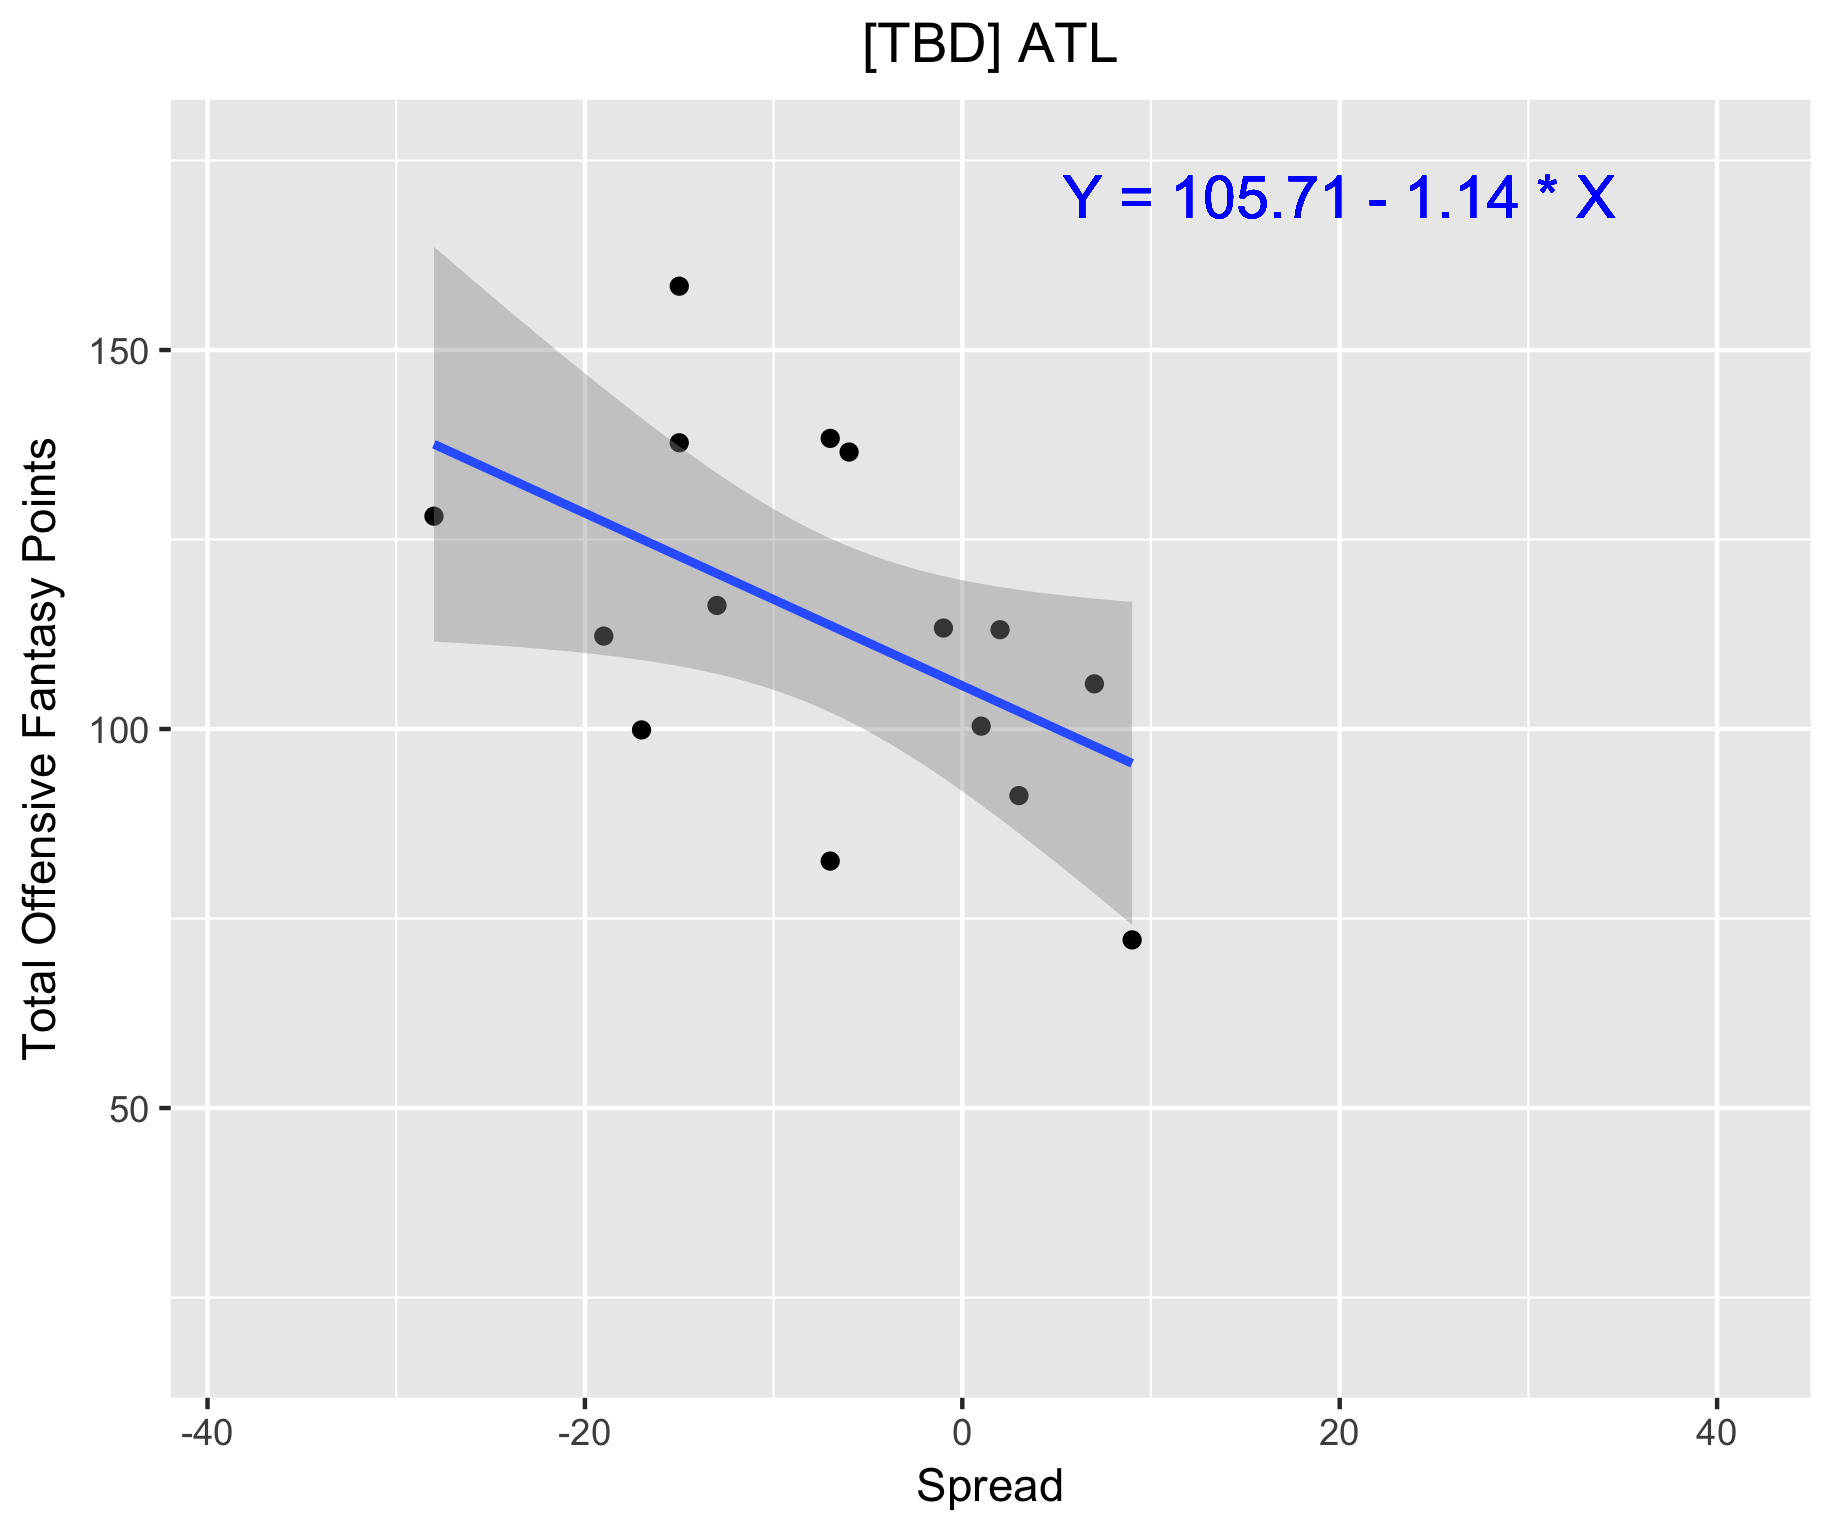 [TBD] ATL
Y = 105.71 - 1.14 * X
Total Offensive Fantasy Points
150
100
50
-40
-20
0
20
40
Spread